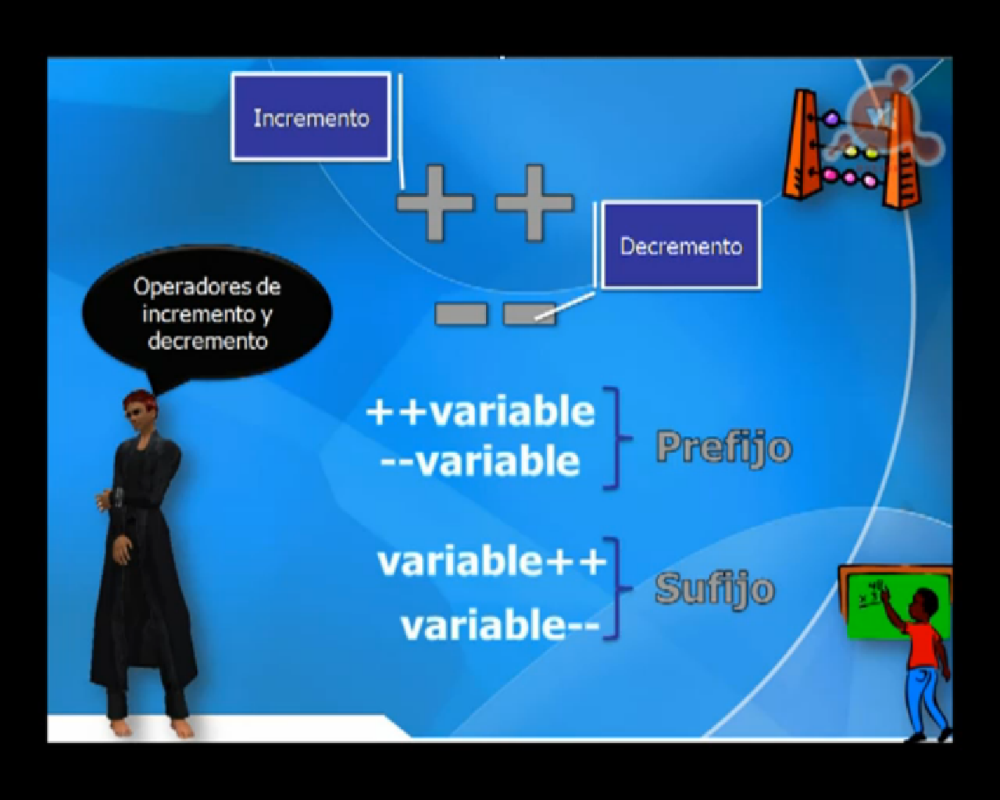 Incremento
++
Decremento
--
Operadores de
incremento y
decremento
++variable
--variable
Prefijo
variable++
variable--
Sufijo